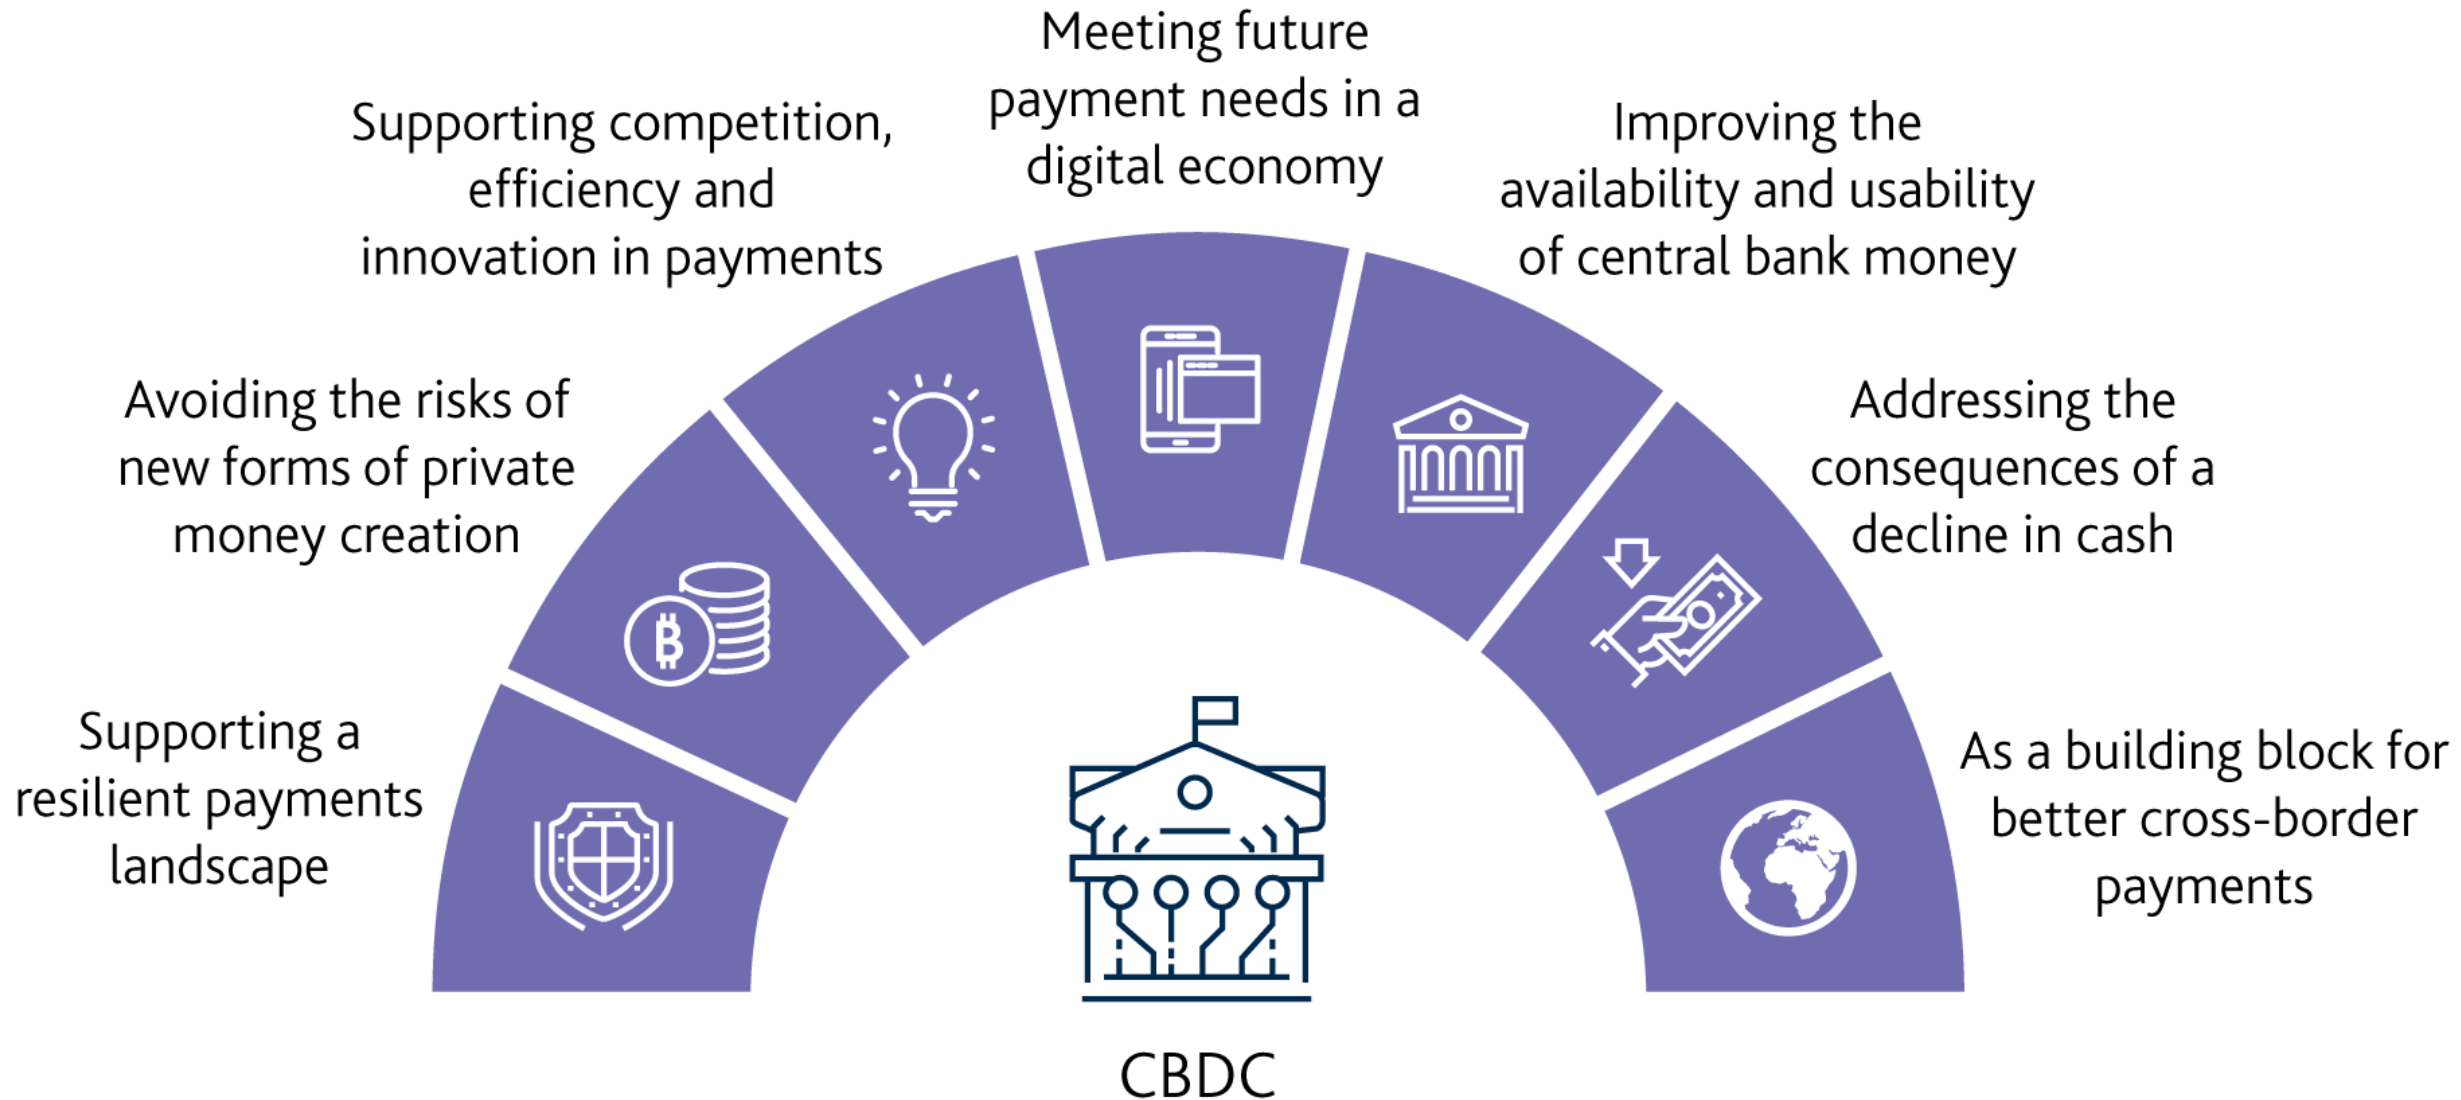 Meeting future
payment needs in a
digital economy
Supporting competition,
efficiency and
innovation in payments
Improving the
availability and usability
of central bank money
Avoiding the risks of
new forms of private
money creation
Addressing the
consequences of a
decline in cash
Supporting a
resilient payments
landscape
As a building block for
better cross-border
payments
CBDC